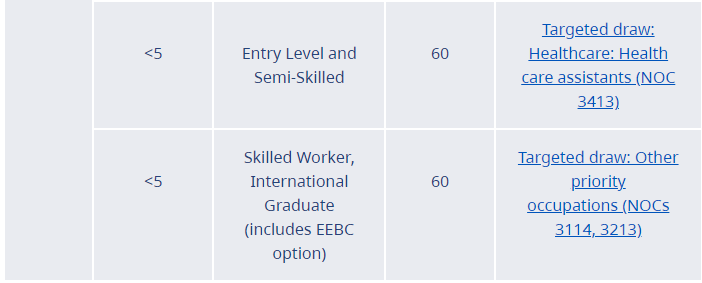 <5
Entry Level and
Semi-Skilled
60
Targeted draw:
Healthcare: Health
care assistants (NOC
3413)
<5
Skilled Worker,
International
Graduate
(includes EEBC
option)
60
Targeted draw: Other
priority
occupations (NOCs
3114, 3213)